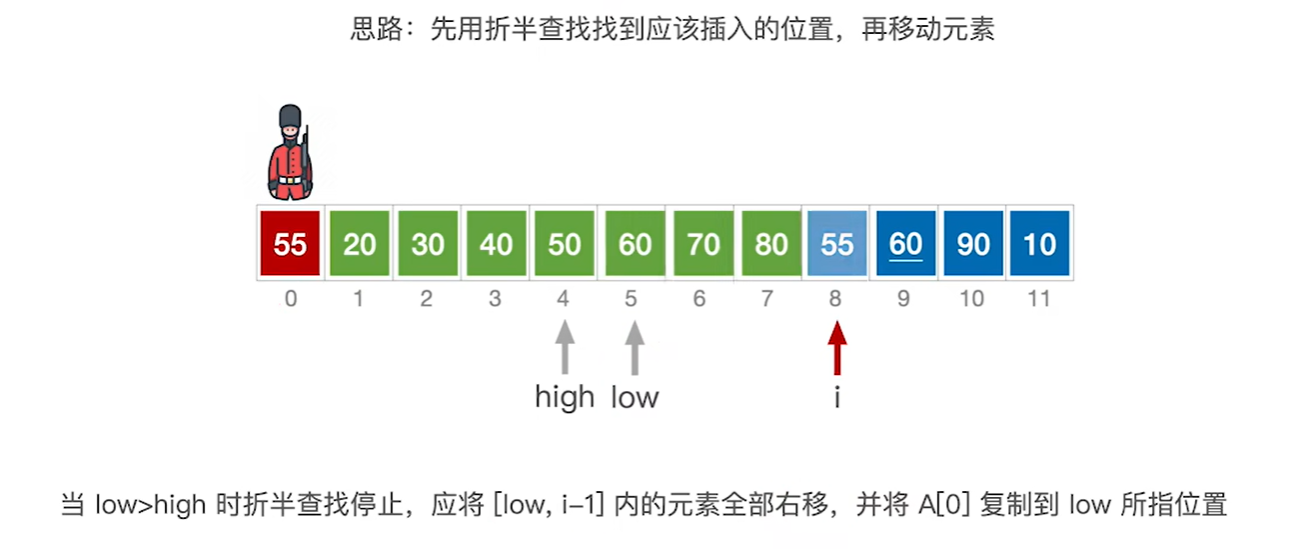 思路：先用折半查找找到应该插入的位置，再移动元素
55 20 30 40 50 60 70 80 55 60 90 10
0 1 2 3 4 5 6 7 8 9 10 11
high low i
当 low>high 时折半查找停止，应将 [low, i–1] 内的元素全部右移，并将 A[0] 复制到 low 所指位置